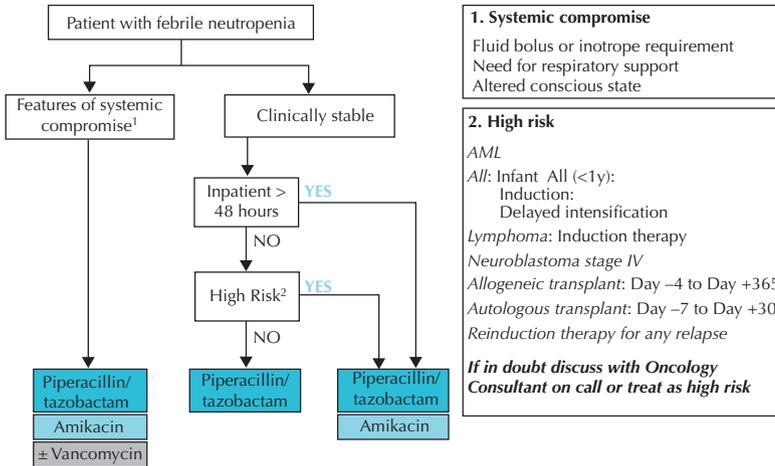 Patient with febrile neutropenia
Features of systemic
compromise1
Clinically stable
Inpatient >
48 hours
YES
NO
High Risk2
YES
NO
Piperacillin/
tazobactam
Amikacin
± Vancomycin
Piperacillin/
tazobactam
Piperacillin/
tazobactam
Amikacin
1. Systemic compromise
Fluid bolus or inotrope requirement
Need for respiratory support
Altered conscious state
2. High risk
AML
All: Infant All (<1y):
Induction:
Delayed intensification
Lymphoma: Induction therapy
Neuroblastoma stage IV
Allogeneic transplant: Day –4 to Day +365
Autologous transplant: Day –7 to Day +30
Reinduction therapy for any relapse
If in doubt discuss with Oncology
Consultant on call or treat as high risk